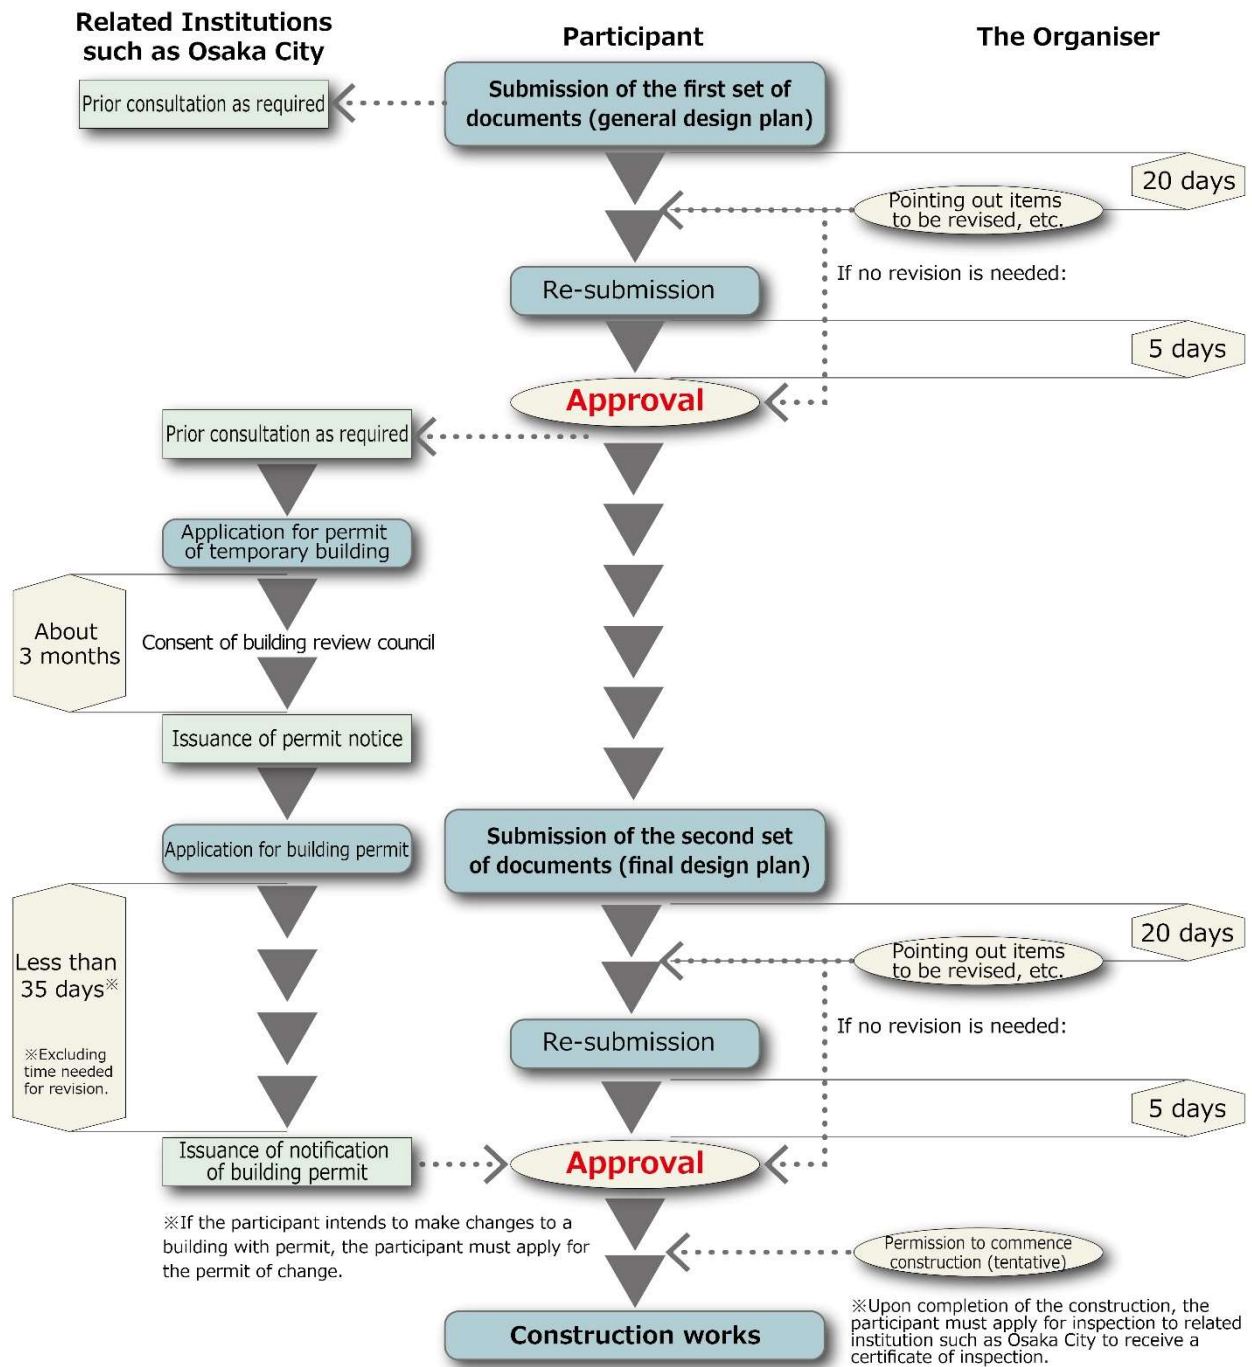 Related Institutions
such as Osaka City
Participant
The Organiser
Submission of the first set of
documents (general design plan)
Prior consultation as required
20 days
Pointing out items
to be revised, etc.
If no revision is needed:
Re-submission
5 days
Approval
Prior consultation as required
Application for permit
of temporary building
About
3 months
Consent of building review council
Issuance of permit notice
Application for building permit
Submission of the second set
of documents (final design plan)
20 days
Pointing out items
to be revised, etc.
Less than
35 days※
※Excluding
time needed
for revision.
If no revision is needed:
Re-submission
5 days
Issuance of notification
of building permit
Approval
※If the participant intends to make changes to a
building with permit, the participant must apply for
the permit of change.
Permission to commence
construction (tentative)
Construction works
※Upon completion of the construction, the
participant must apply for inspection to related
institution such as Osaka City to receive a
certificate of inspection.